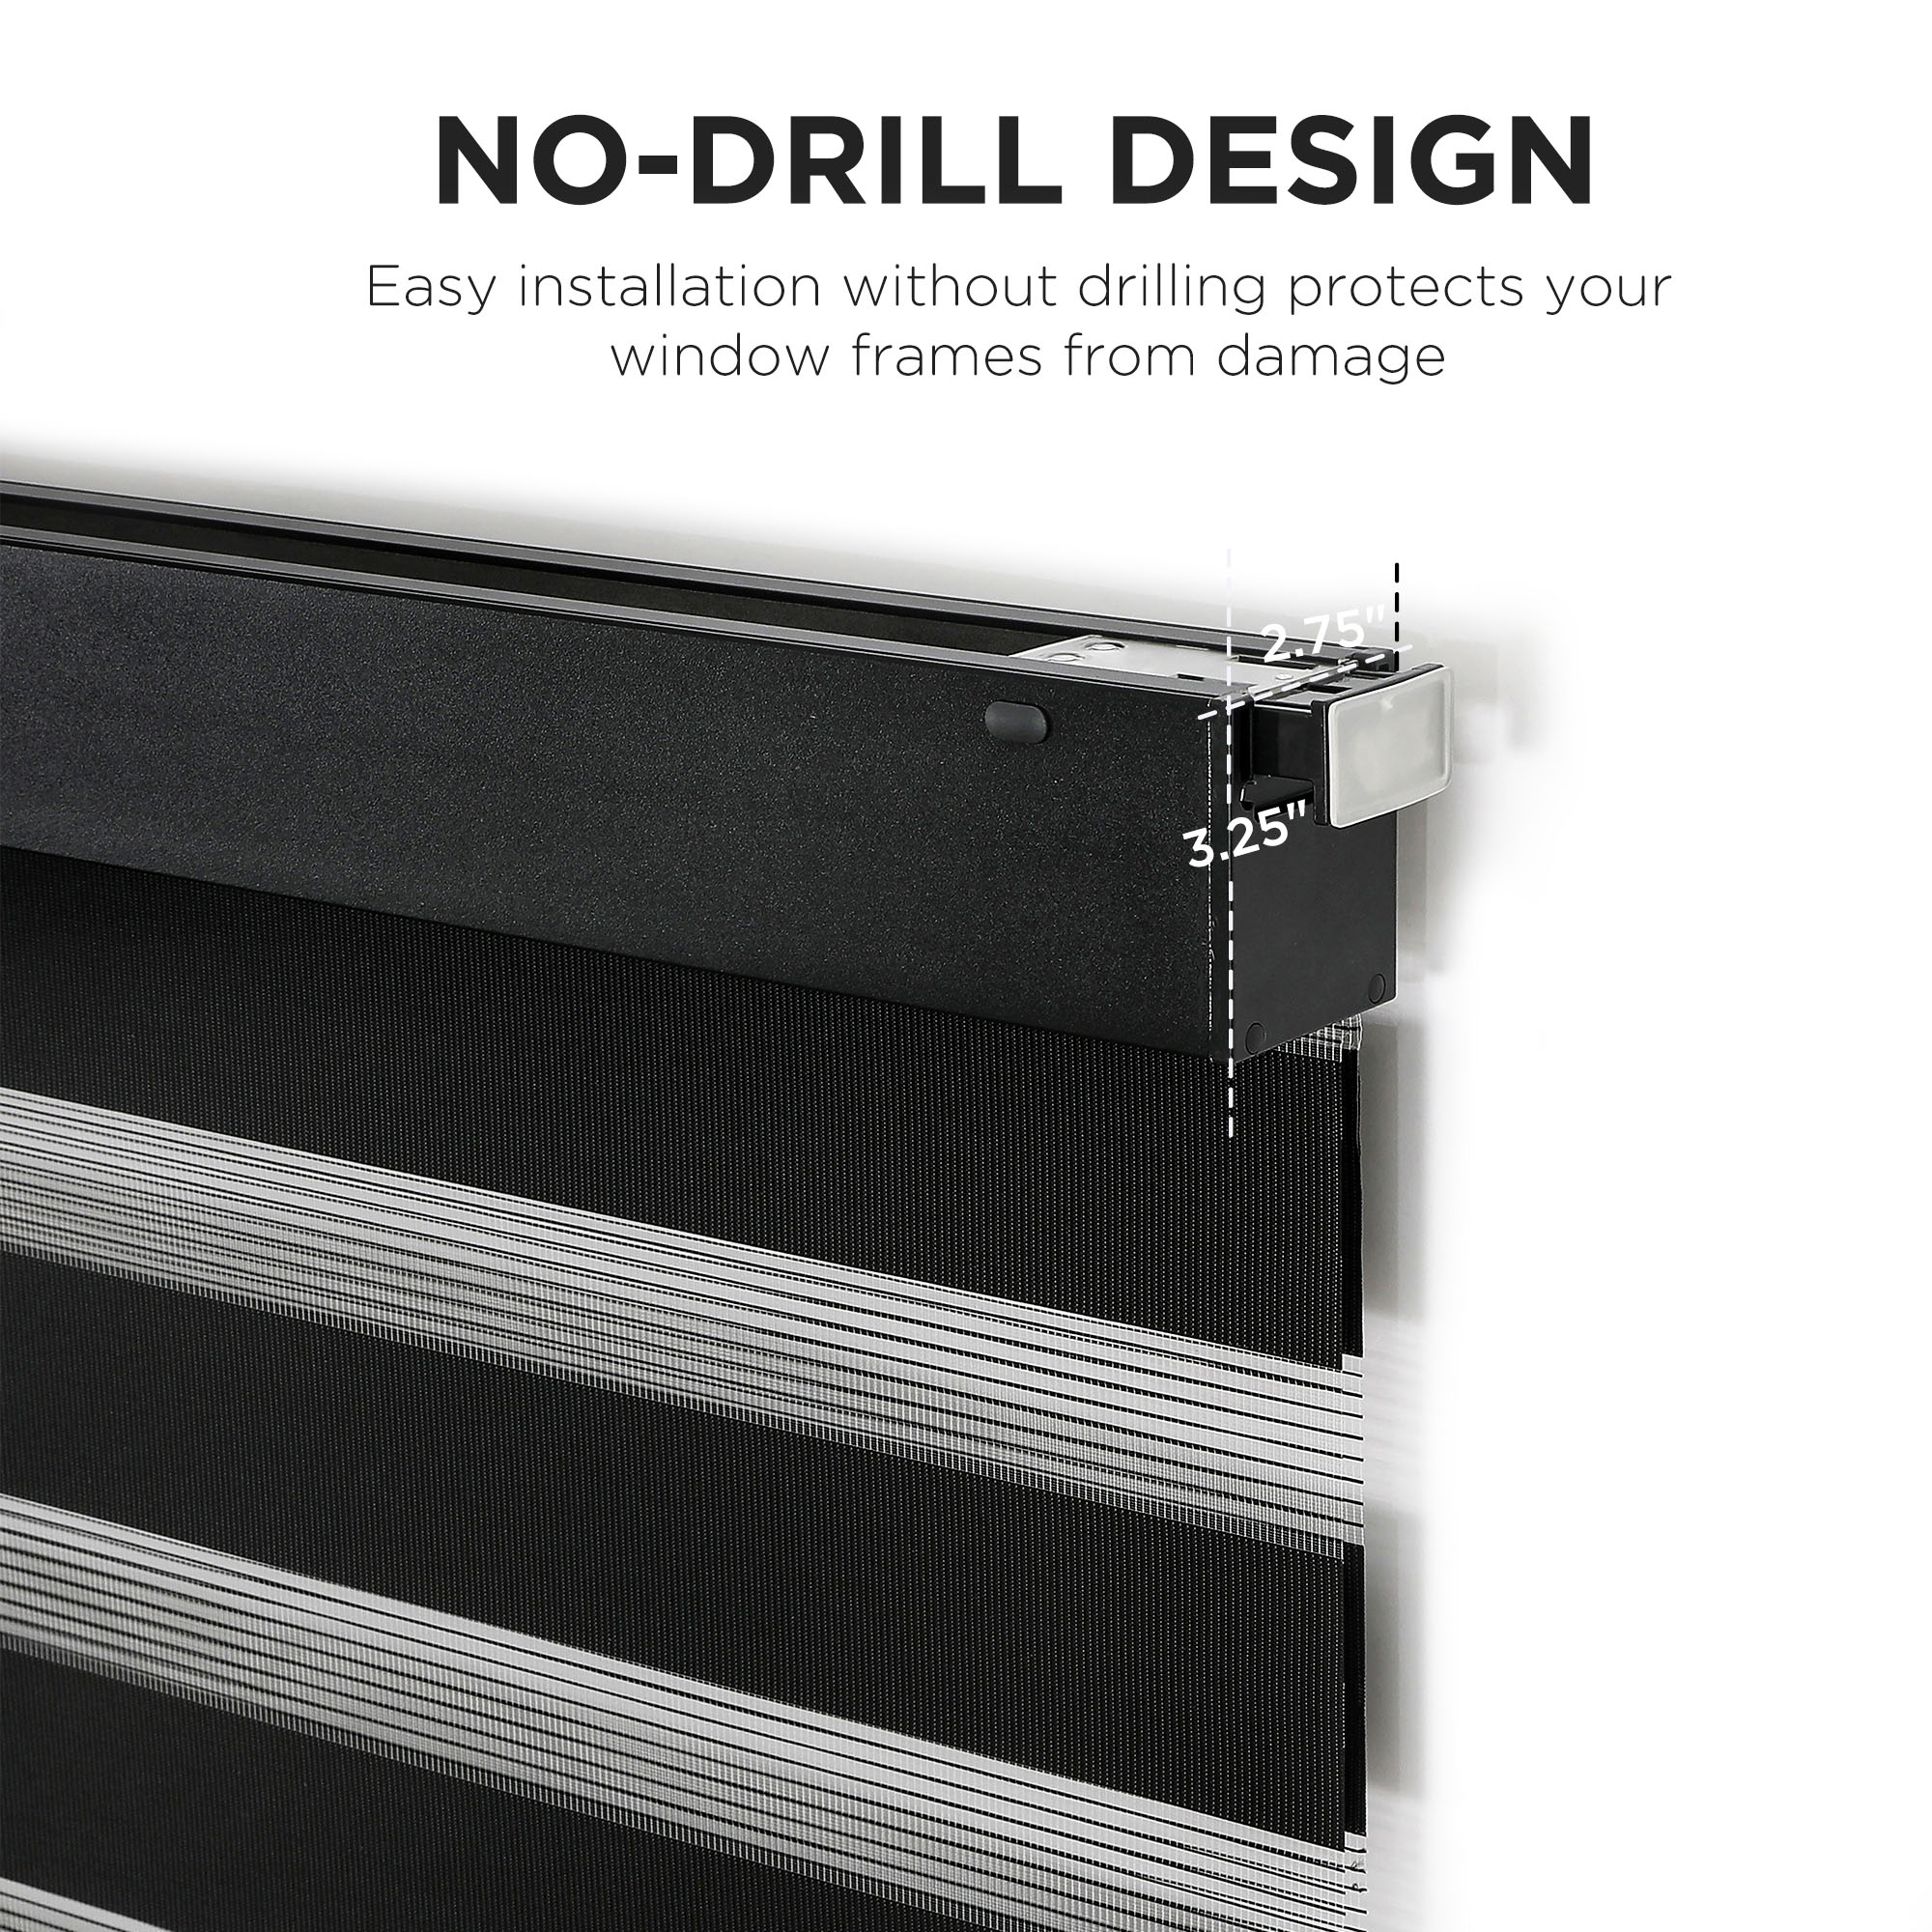 NO-DRILL DESIGN
Easy installation without drilling protects your
window frames from damage
2.75"
3.25"